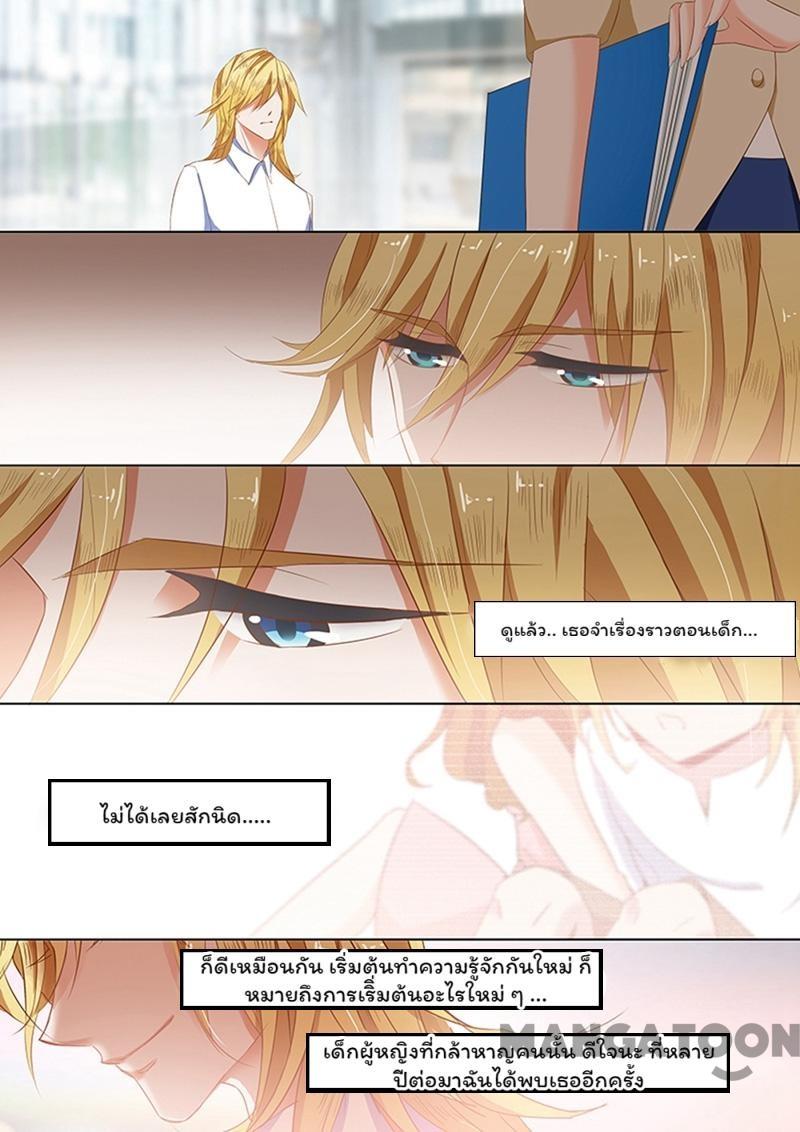 ดูแล้ว.. เธอจำเรื่องราวตอนเด็ก...
ไม่ได้เลยสักนิด.....
ก็ดีเหมือนกัน เริ่มต้นทำความรู้จักกันใหม่ ก็
หมายถึงการเริ่มต้นอะไรใหม่ ๆ ...
MANGATOON
เด็กผู้หญิงที่กล้าหาญคนนั้น ดีใจนะ ที่หลาย
ปีต่อมาฉันได้พบเธออีกครั้ง